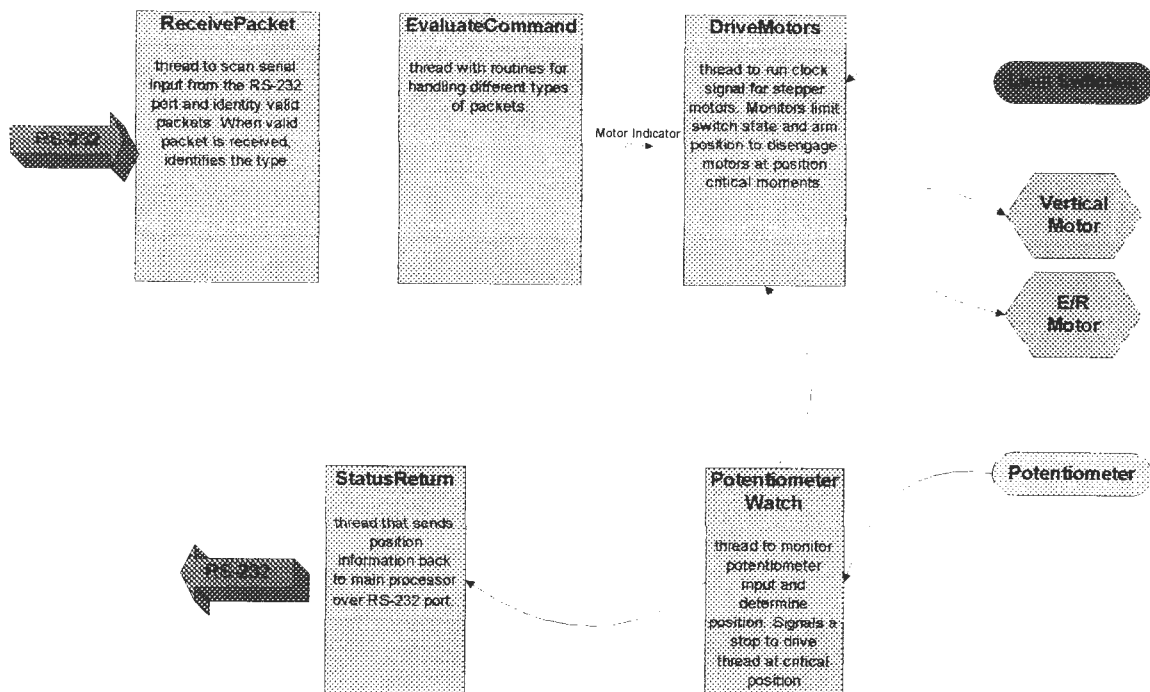 ReceivePacket
thread to scan serial
input from the RS-232
port and identity valid
packets. When valid
packet is received,
identifies the type
RS-232
EvaluateCommand
thread with routines for
handling different types
of packets
Motor Indicator
DriveMotors
thread to run clock
signal for stepper
motors. Monitors limit
switch state and arm
position to disengage
motors at position
critical moments
Vertical
Motor
E/R
Motor
Potentiometer
StatusReturn
thread that sends
position
information back
to main processor
over RS-232 port.
RS-232
Potentiometer
Watch
thread to monitor
potentiometer
input and
determine
position. Signals a
stop to drive
thread at critical
position